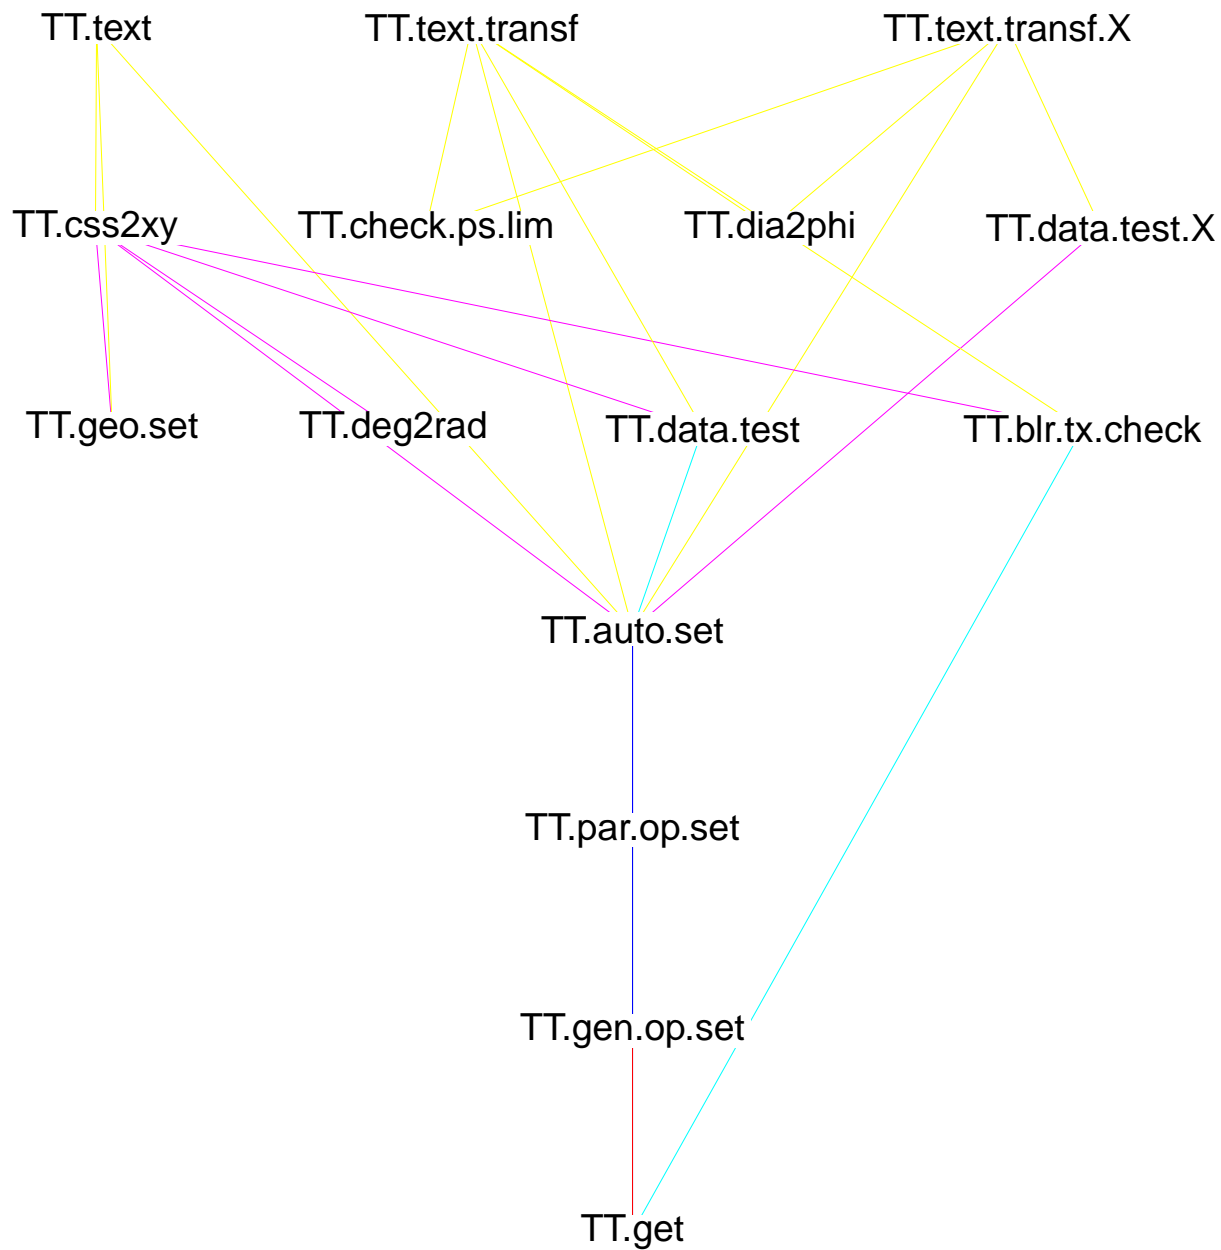 TT.text TT.text.transf TT.text.transf.X
TT.css2xy TT.check.ps.lim TT.dia2phi TT.data.test.X
TT.geo.set TT.deg2rad TT.data.test TT.blr.tx.check
TT.auto.set
TT.par.op.set
TT.gen.op.set
TT.get